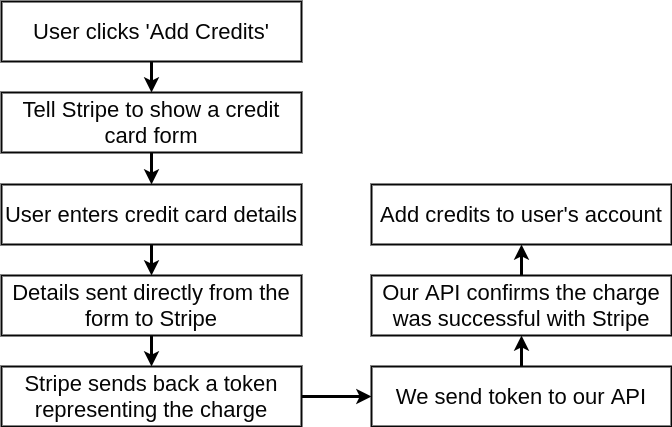 User clicks 'Add Credits'
Tell Stripe to show a credit
card form
User enters credit card details
Details sent directly from the
form to Stripe
Stripe sends back a token
representing the charge
We send token to our API
Our API confirms the charge
was successful with Stripe
Add credits to user's account